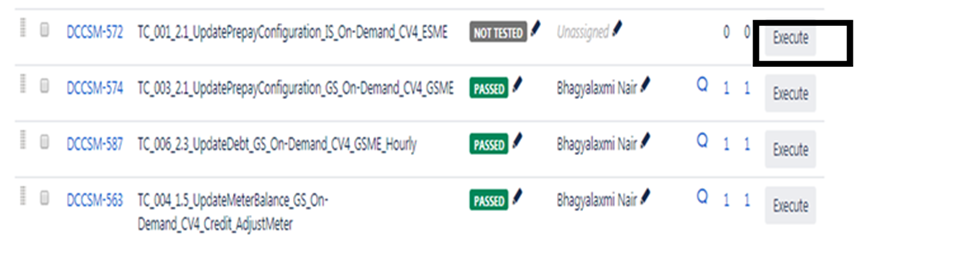 DCCSM-572 TC_001_2.1_UpdatePrepayConfiguration_IS_On-Demand_CV4_ESME NOT TESTED Unassigned 0 0 Execute
DCCSM-574 TC_003_2.1_UpdatePrepayConfiguration_GS_On-Demand_CV4_GSME PASSED Bhagyalaxmi Nair 1 1 Execute
DCCSM-587 TC_006_2.3_UpdateDebt_GS_On-Demand_CV4_GSME_Hourly PASSED Bhagyalaxmi Nair 1 1 Execute
DCCSM-563 TC_004_1.5_UpdateMeterBalance_GS_On- PASSED Bhagyalaxmi Nair 1 1 Execute
Demand_CV4_Credit_AdjustMeter